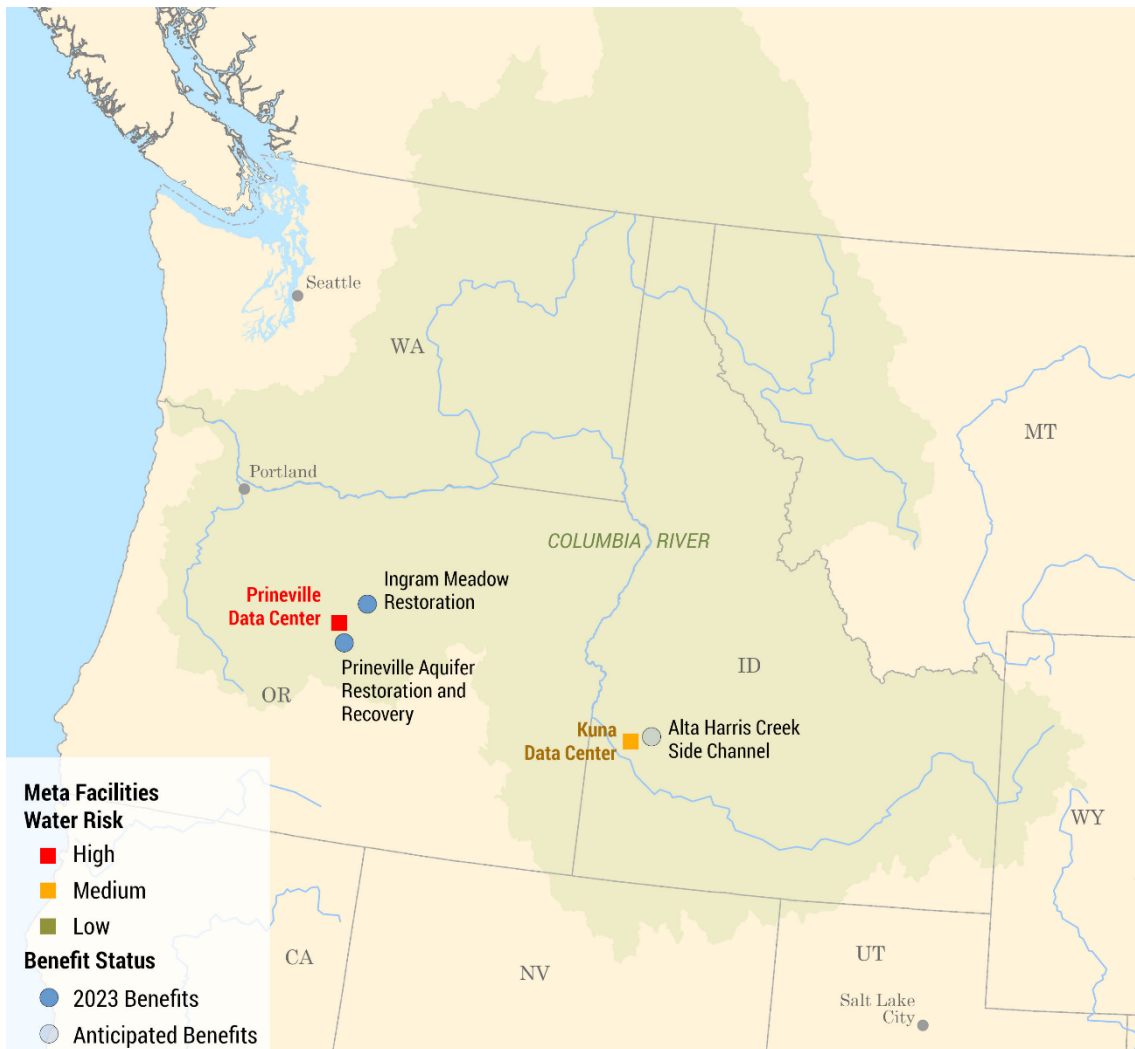 Seattle
WA
MT
Portland
COLUMBIA RIVER
Ingram Meadow
Restoration
Prineville
Data Center
Prineville Aquifer
Restoration and
Recovery
OR
ID
Kuna
Data Center
Alta Harris Creek
Side Channel
WY
CA
NV
UT
Salt Lake
City
Meta Facilities
Water Risk
High
Medium
Low
Benefit Status
2023 Benefits
Anticipated Benefits